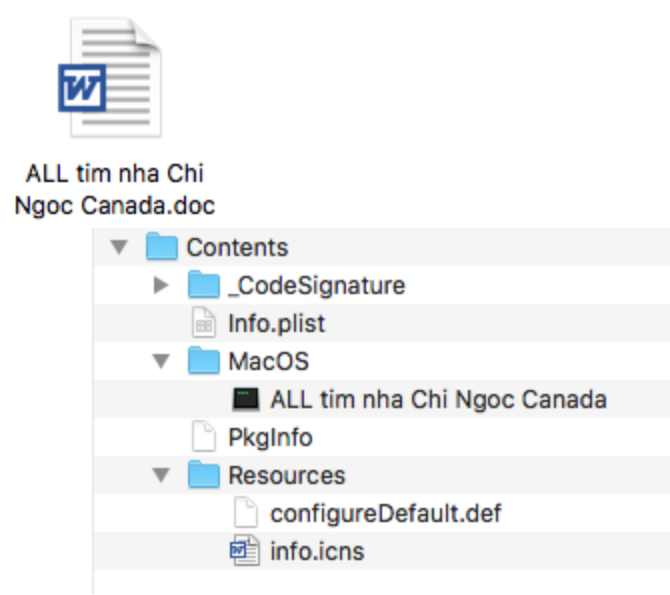 ALL tim nha Chi
Ngoc Canada.doc
Contents
_CodeSignature
Info.plist
MacOS
ALL tim nha Chi Ngoc Canada
PkgInfo
Resources
configureDefault.def
info.icns